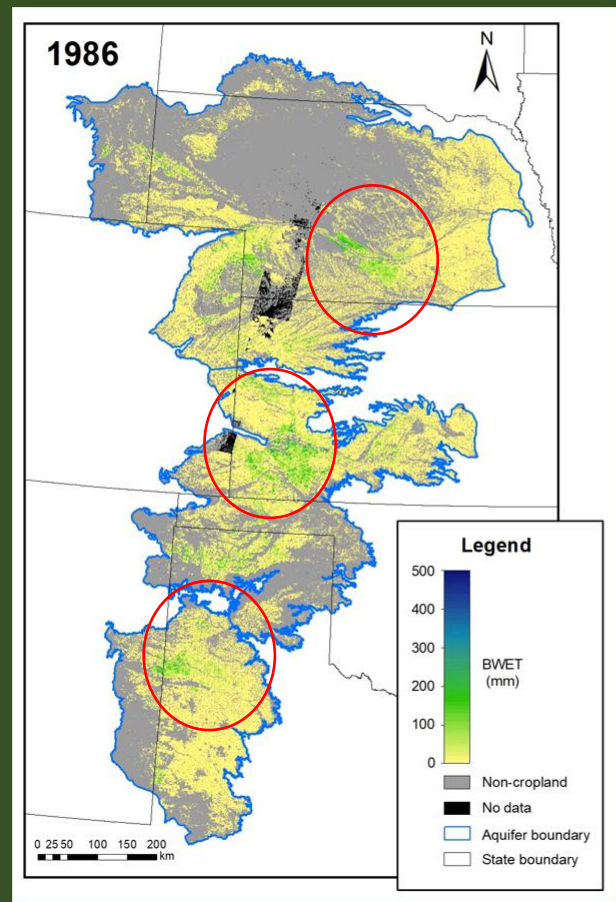 1986
N
Legend
500
400
300
200
100
0
BWET
(mm)
Non-cropland
No data
Aquifer boundary
State boundary
0 25 50 100 150 200
km